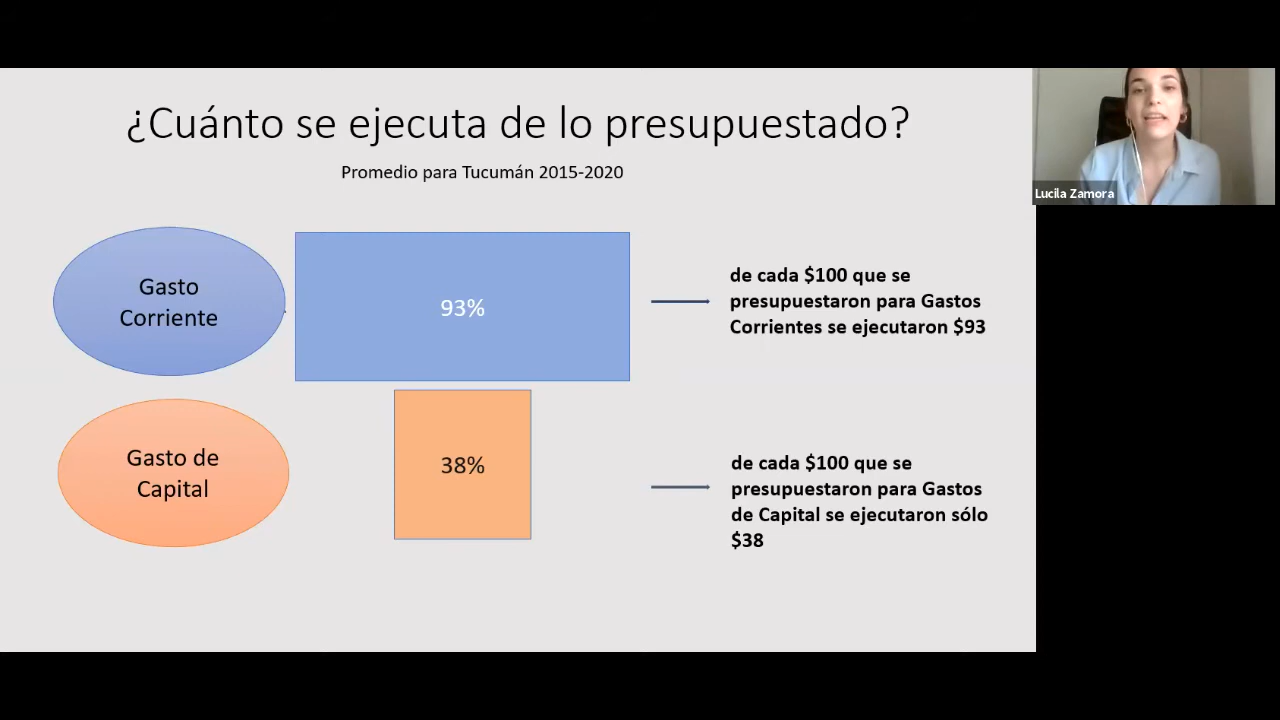 ¿Cuánto se ejecuta de lo presupuestado?
Promedio para Tucumán 2015-2020
Lucila Zamora
Gasto
Corriente
93%
de cada $100 que se
presupuestaron para Gastos
Corrientes se ejecutaron $93
Gasto de
Capital
38%
de cada $100 que se
presupuestaron para Gastos
de Capital se ejecutaron sólo
$38